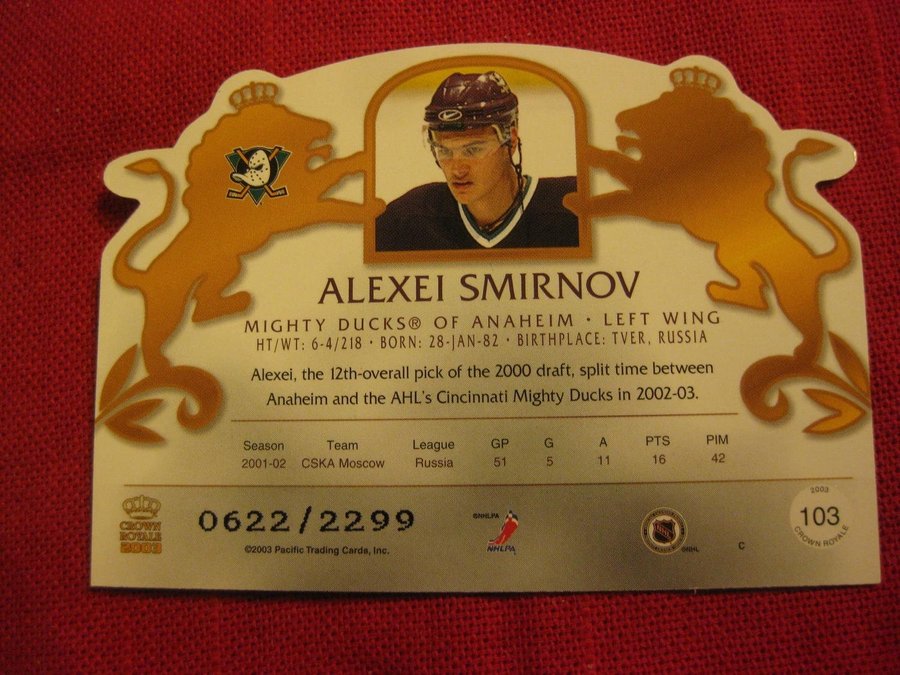 ALEXEI SMIRNOV
MIGHTY DUCKS® OF ANAHEIM · LEFT WING
HT/WT: 6-4/218 · BORN: 28-JAN-82 · BIRTHPLACE: TVER, RUSSIA
Alexei, the 12th-overall pick of the 2000 draft, split time between
Anaheim and the AHL's Cincinnati Mighty Ducks in 2002-03.
Season Team League GP G A PTS PIM
2001-02 CSKA Moscow Russia 51 5 11 16 42
CROWN
ROYALE
2003
0622/2299
©2003 Pacific Trading Cards, Inc.
©NHLPA
NHLPA
NHL
©NHL
C
2003
103
CROWN ROYALE